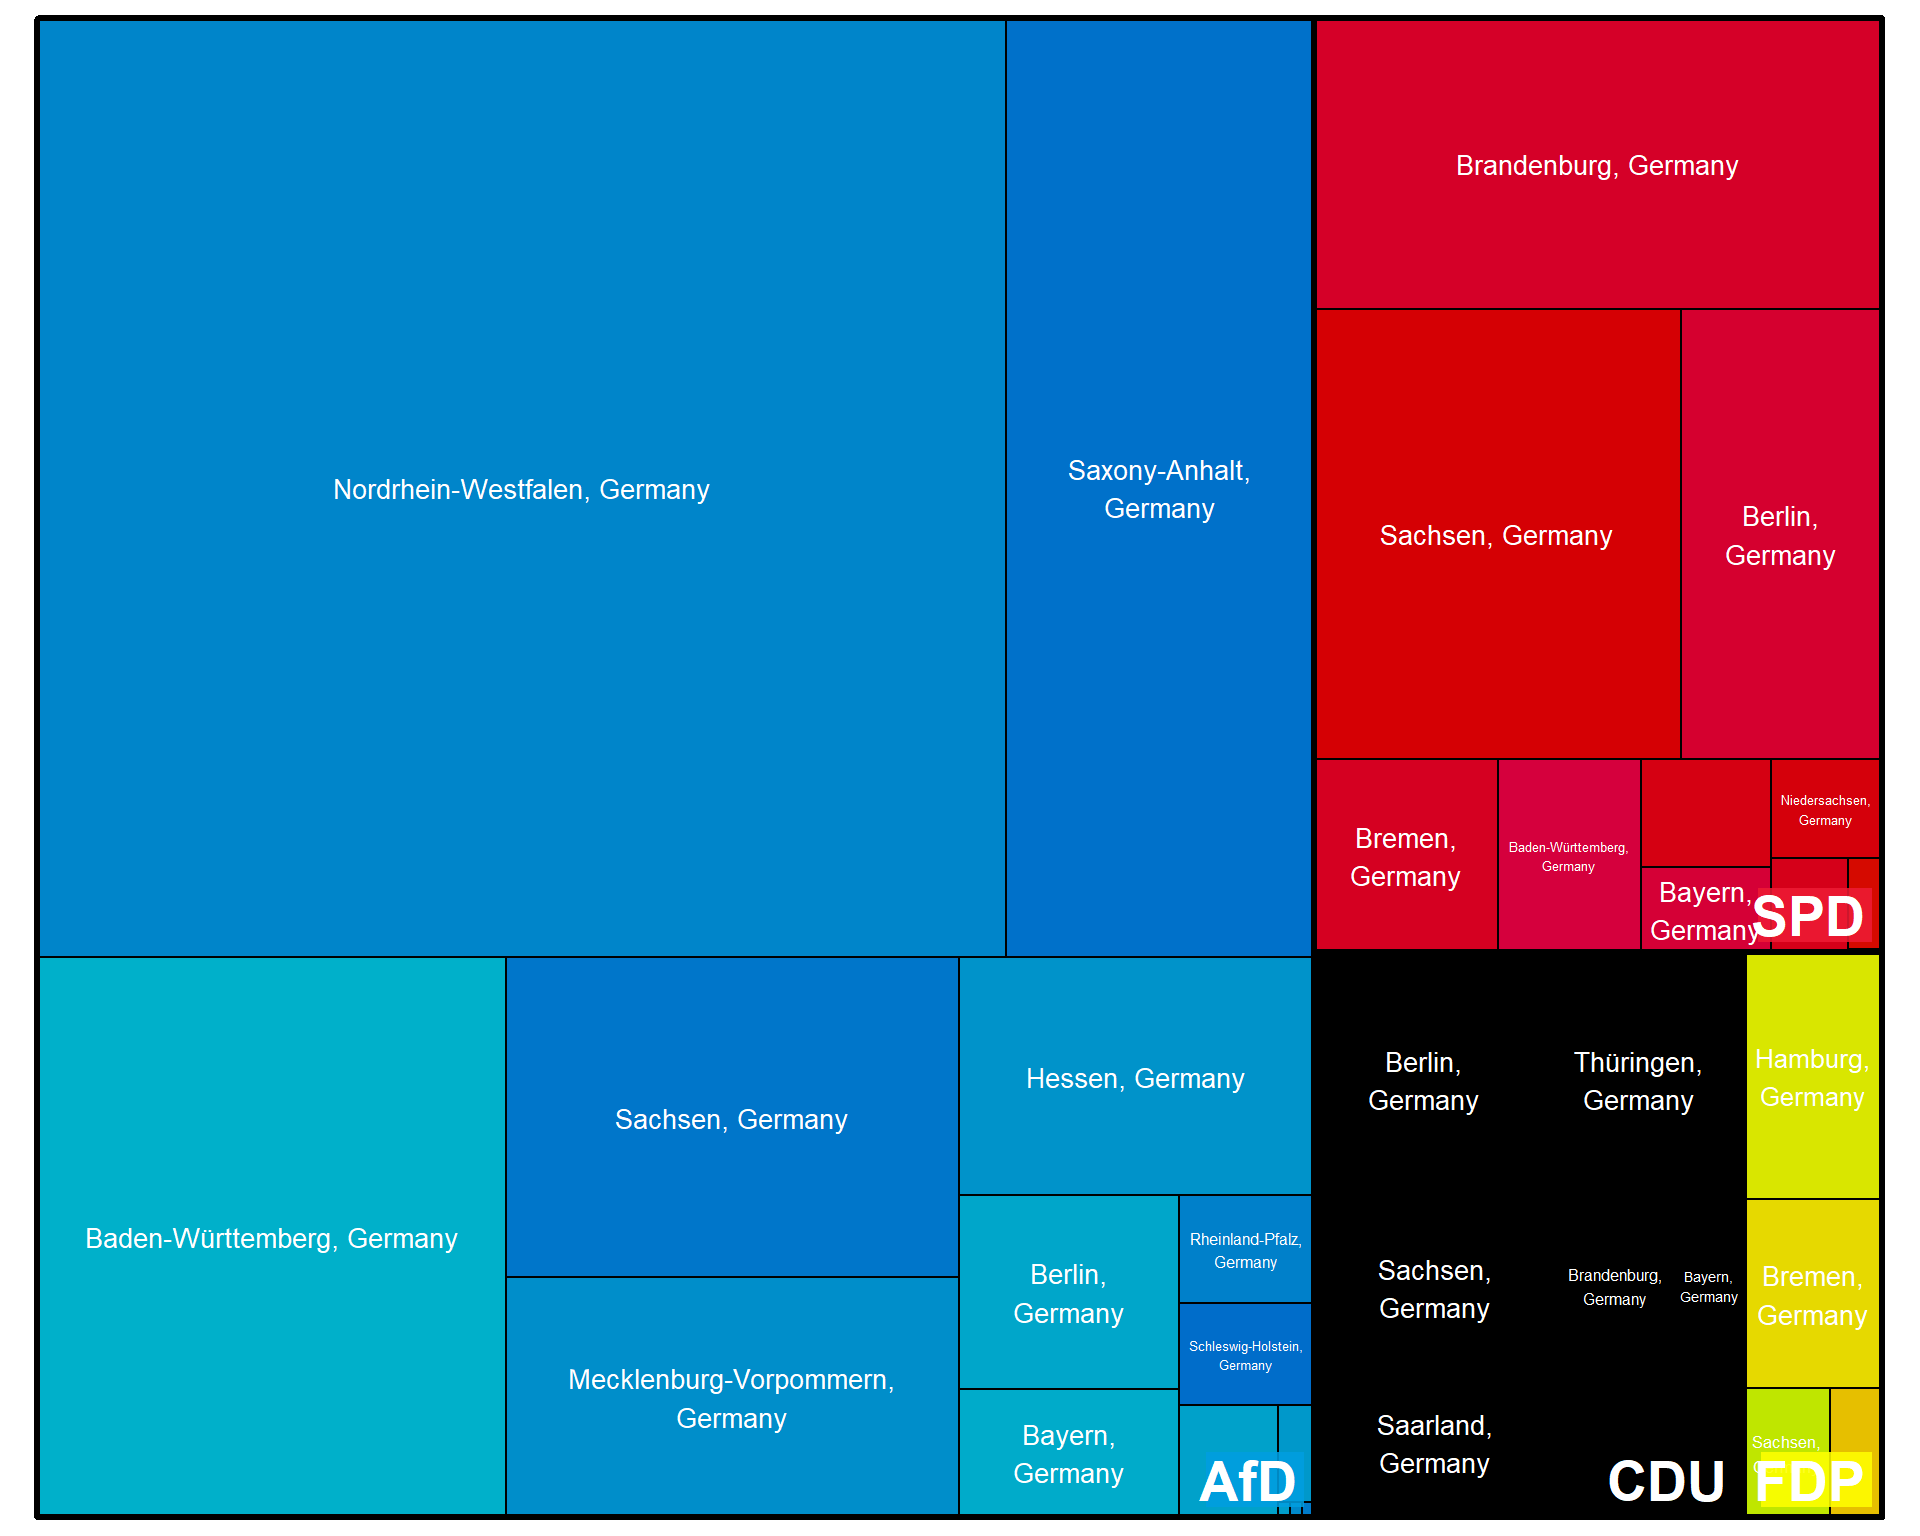 Nordrhein-Westfalen, Germany
Saxony-Anhalt,
Germany
Baden-Württemberg, Germany
Sachsen, Germany
Mecklenburg-Vorpommern,
Germany
Hessen, Germany
Berlin,
Germany
Rheinland-Pfalz,
Germany
Schleswig-Holstein,
Germany
Bayern,
Germany
AfD
Brandenburg, Germany
Sachsen, Germany
Berlin,
Germany
Bremen,
Germany
Baden-Württemberg,
Germany
Niedersachsen,
Germany
Bayern,
Germany
SPD
Berlin,
Germany
Thüringen,
Germany
Sachsen,
Germany
Brandenburg,
Germany
Bayern,
Germany
Saarland,
Germany
CDU
Hamburg,
Germany
Bremen,
Germany
Sachsen,
FDP